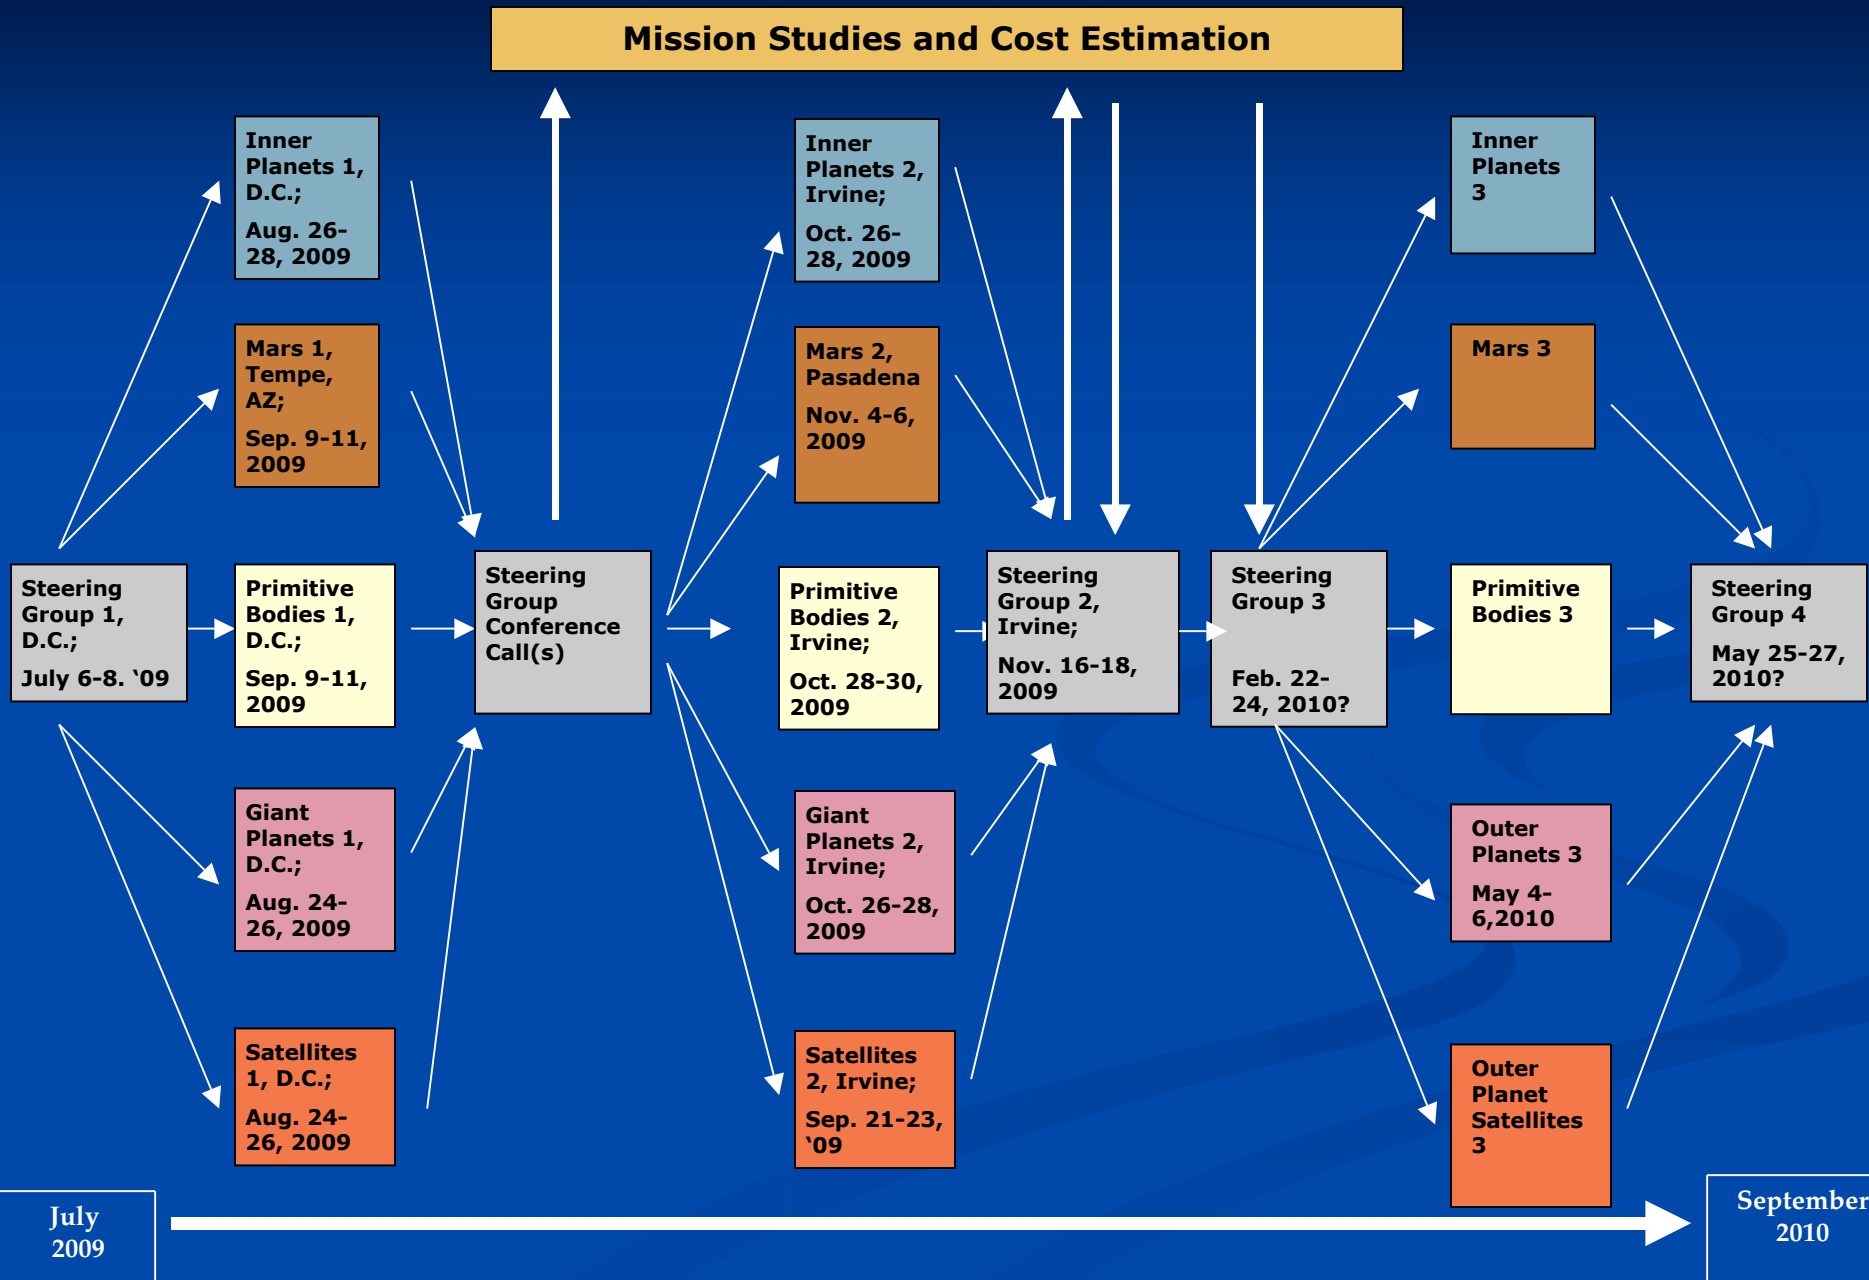 Mission Studies and Cost Estimation
Inner
Planets 1,
D.C.;
Aug. 26-
28, 2009
Inner
Planets 2,
Irvine;
Oct. 26-
28, 2009
Inner
Planets
3
Mars 1,
Tempe,
AZ;
Sep. 9-11,
2009
Mars 2,
Pasadena
Nov. 4-6,
2009
Mars 3
Steering
Group 1,
D.C.;
July 6-8. ‘09
Primitive
Bodies 1,
D.C.;
Sep. 9-11,
2009
Steering
Group
Conference
Call(s)
Primitive
Bodies 2,
Irvine;
Oct. 28-30,
2009
Steering
Group 2,
Irvine;
Nov. 16-18,
2009
Steering
Group 3
Feb. 22-
24, 2010?
Primitive
Bodies 3
Steering
Group 4
May 25-27,
2010?
Giant
Planets 1,
D.C.;
Aug. 24-
26, 2009
Giant
Planets 2,
Irvine;
Oct. 26-28,
2009
Outer
Planets 3
May 4-
6,2010
Satellites
1, D.C.;
Aug. 24-
26, 2009
Satellites
2, Irvine;
Sep. 21-23,
‘09
Outer
Planet
Satellites
3
July
2009
September
2010